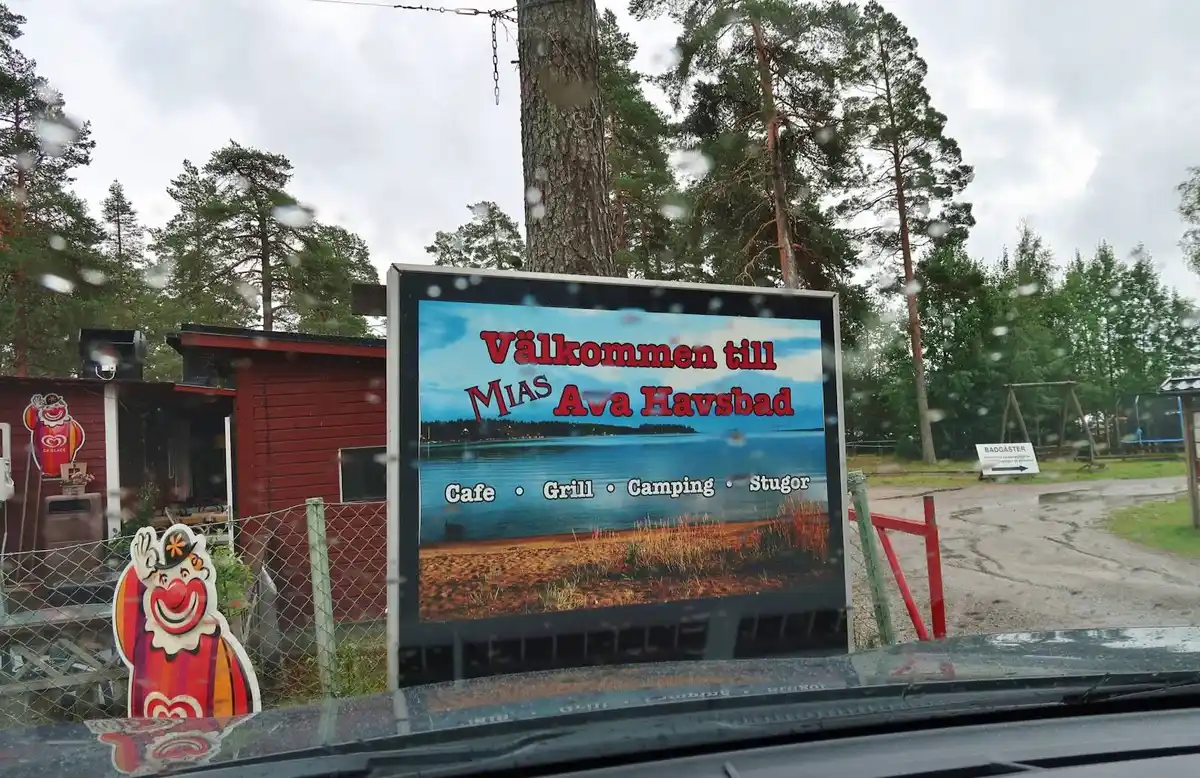 Välkommen till
MIAS Ava Havsbad
Cafe · Grill · Camping · Stugor
BADGÄSTER